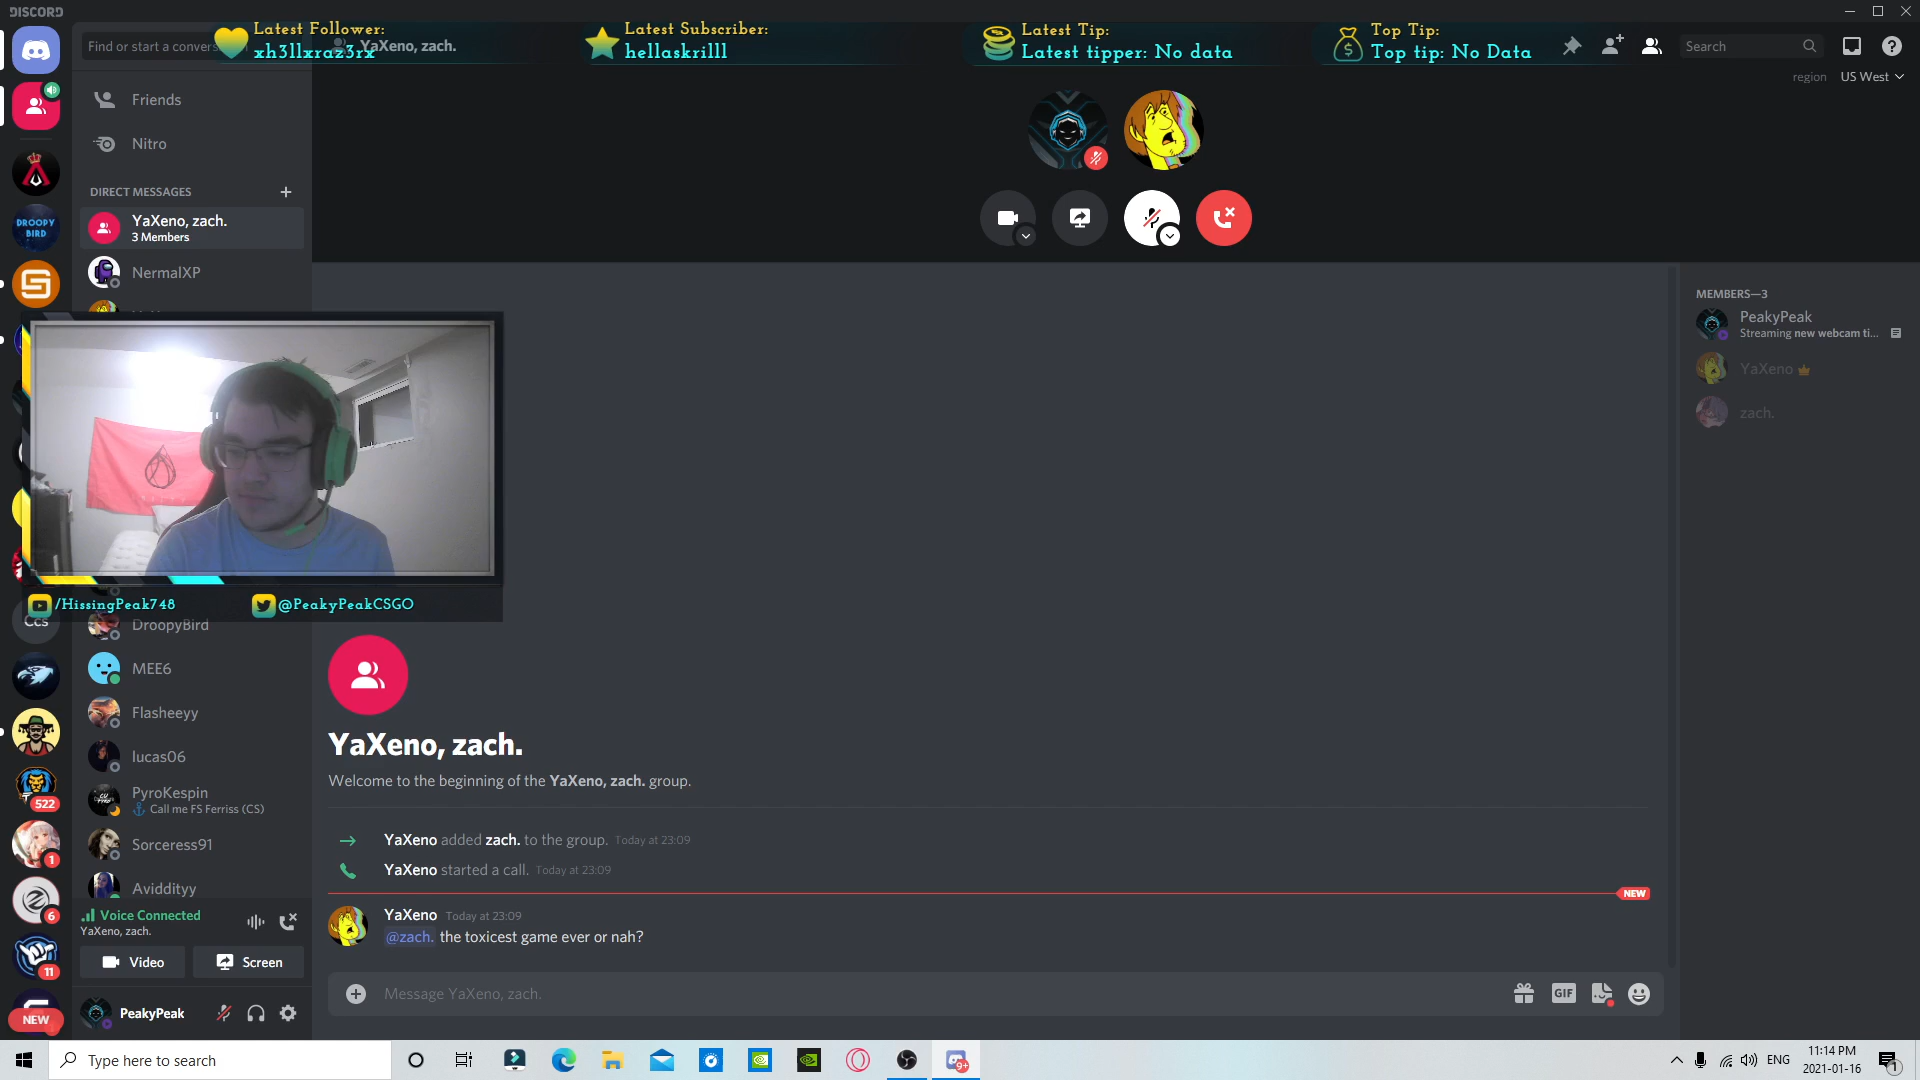 DISCORD
Find or start a convers
YaXeno, zach.
Latest Follower:
xh3llxraz3rx
Latest Subscriber:
hellaskrilll
Latest Tip:
Latest tipper: No data
Top Tip:
Top tip: No Data
Search
region
US West
Friends
Nitro
DIRECT MESSAGES
YaXeno, zach.
3 Members
NermalXP
DROOPY
BIRD
MEMBERS—3
PeakyPeak
Streaming new webcam ti...
YaXeno
zach.
/HissingPeak748
@PeakyPeakCSGO
Ccs
DroopyBird
MEE6
Flasheeyy
lucas06
PyroKespin
Call me FS Ferriss (CS)
Sorceress91
Aviddityy
522
1
6
11
NEW
Voice Connected
YaXeno, zach.
Video
Screen
PeakyPeak
YaXeno, zach.
Welcome to the beginning of the YaXeno, zach. group.
YaXeno added zach. to the group. Today at 23:09
YaXeno started a call. Today at 23:09
NEW
YaXeno Today at 23:09
@zach. the toxicest game ever or nah?
Message YaXeno, zach.
GIF
Type here to search
9+
ENG
11:14 PM
2021-01-16
1